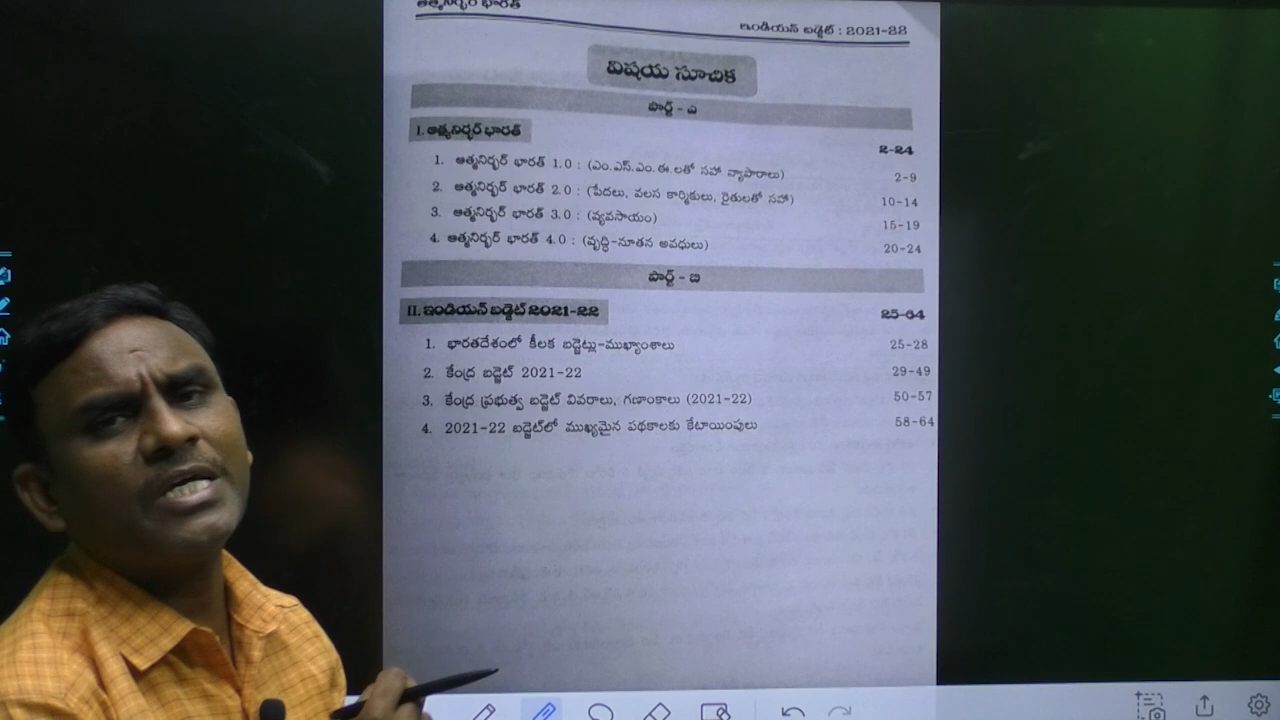 ఆత్మనిర్భర్ భారత్
ఇండియన్ బడ్జెట్ : 2021-22
విషయ సూచిక
పార్ట్ - ఎ
I. ఆత్మనిర్భర్ భారత్ 2-24
1. ఆత్మనిర్భర్ భారత్ 1.0 : (ఎం.ఎస్.ఎం.ఈ.లతో సహా వ్యాపారాలు) 2-9
2. ఆత్మనిర్భర్ భారత్ 2.0 : (పేదలు, వలస కార్మికులు, రైతులతో సహా) 10-14
3. ఆత్మనిర్భర్ భారత్ 3.0 : (వ్యవసాయం) 15-19
4. ఆత్మనిర్భర్ భారత్ 4.0 : (వృద్ధి-నూతన అవధులు) 20-24
పార్ట్ - బి
II. ఇండియన్ బడ్జెట్ 2021-22 25-64
1. భారతదేశంలో కీలక బడ్జెట్లు-ముఖ్యాంశాలు 25-28
2. కేంద్ర బడ్జెట్ 2021-22 29-49
3. కేంద్ర ప్రభుత్వ బడ్జెట్ వివరాలు, గణాంకాలు (2021-22) 50-57
4. 2021-22 బడ్జెట్‌లో ముఖ్యమైన పథకాలకు కేటాయింపులు 58-64